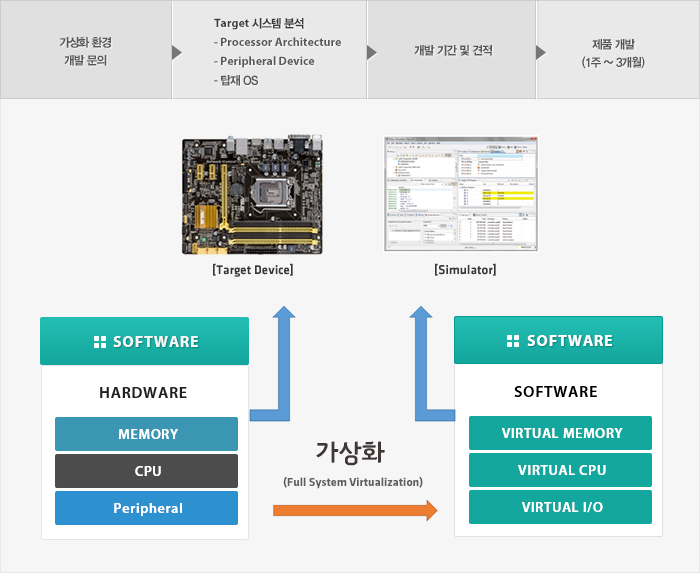 가상화 환경
개발 문의
Target 시스템 분석
- Processor Architecture
- Peripheral Device
- 탑재 OS
개발 기간 및 견적
제품 개발
(1주 ~ 3개월)
[Target Device]
[Simulator]
SOFTWARE
HARDWARE
MEMORY
CPU
Peripheral
가상화
(Full System Virtualization)
SOFTWARE
SOFTWARE
VIRTUAL MEMORY
VIRTUAL CPU
VIRTUAL I/O